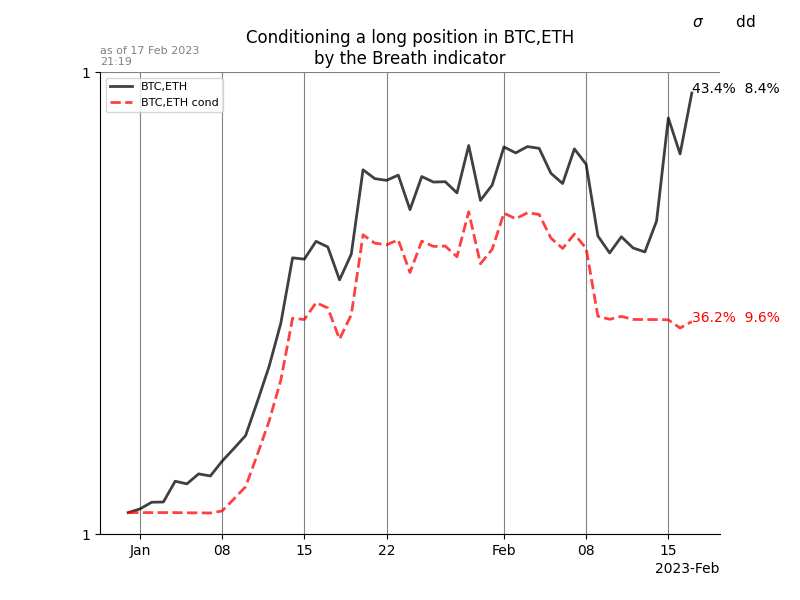 σ dd
Conditioning a long position in BTC,ETH
by the Breath indicator
as of 17 Feb 2023
21:19
1
BTC,ETH
BTC,ETH cond
43.4% 8.4%
36.2% 9.6%
1
Jan 08 15 22 Feb 08 15
2023-Feb